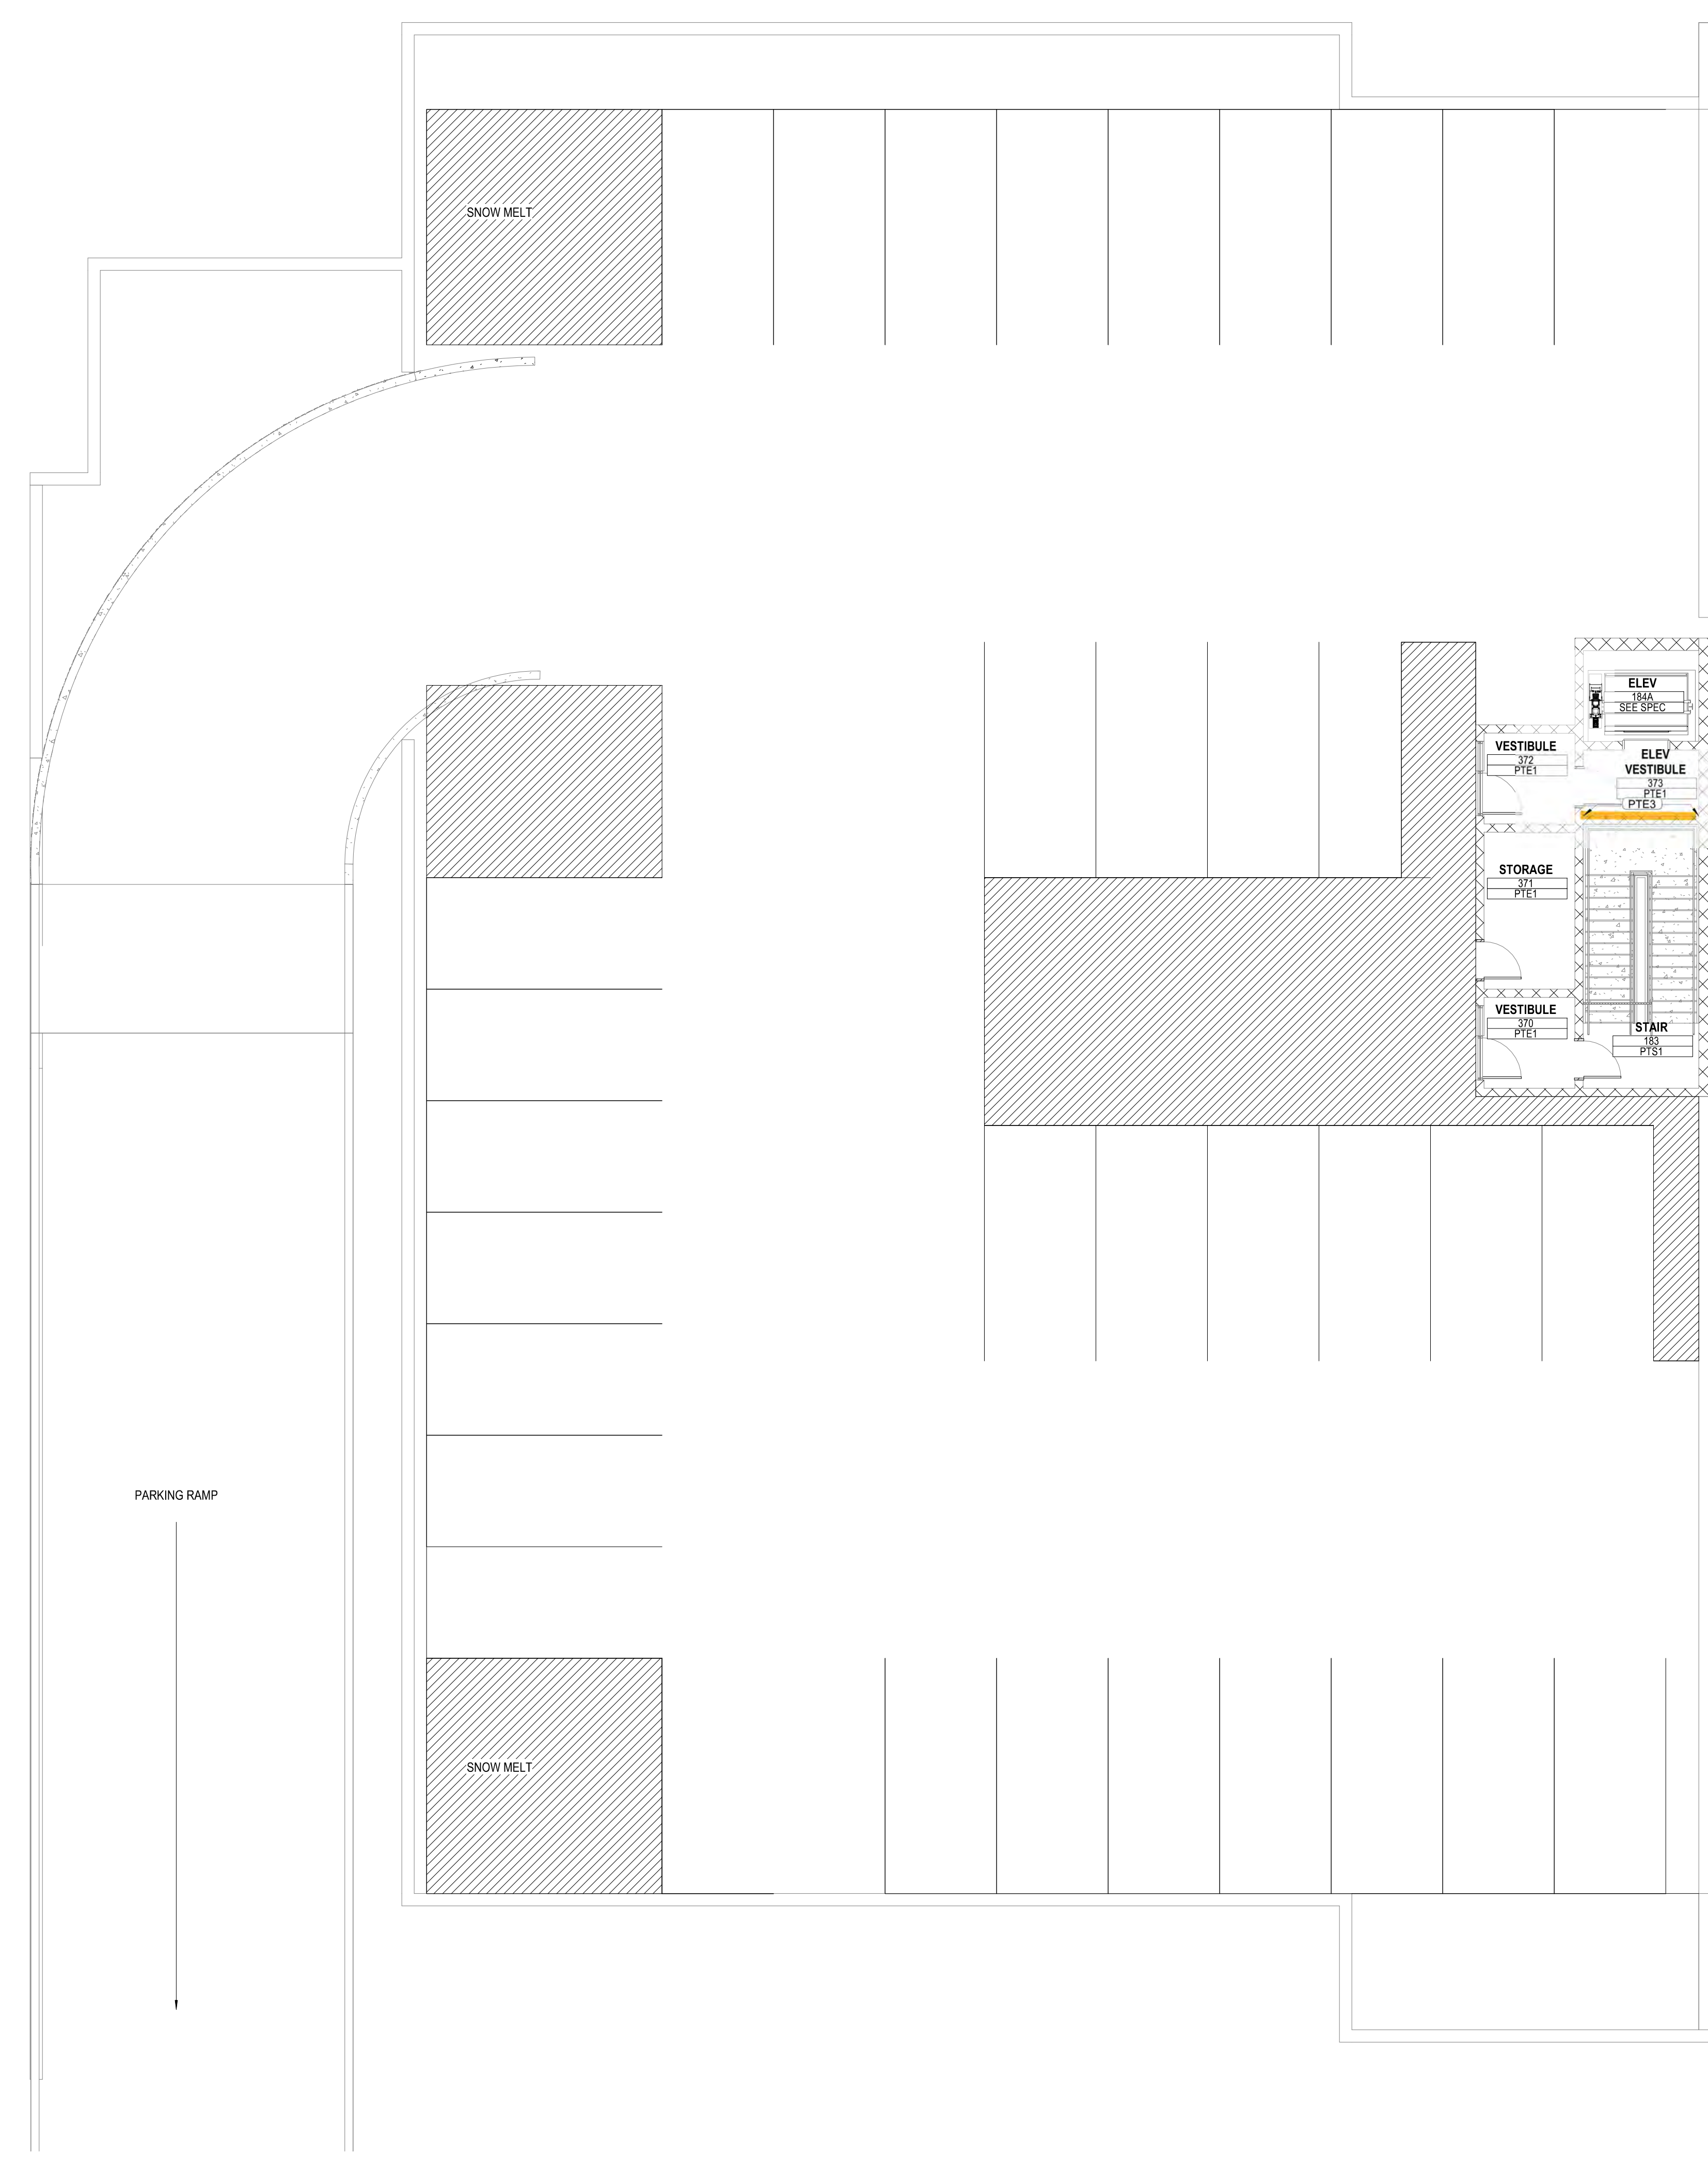 SNOW MELT
ELEV
184A
SEE SPEC
VESTIBULE
372
PTE1
ELEV
VESTIBULE
373
PTE1
PTE3
STORAGE
371
PTE1
VESTIBULE
370
PTE1
STAIR
183
PTS1
PARKING RAMP
SNOW MELT